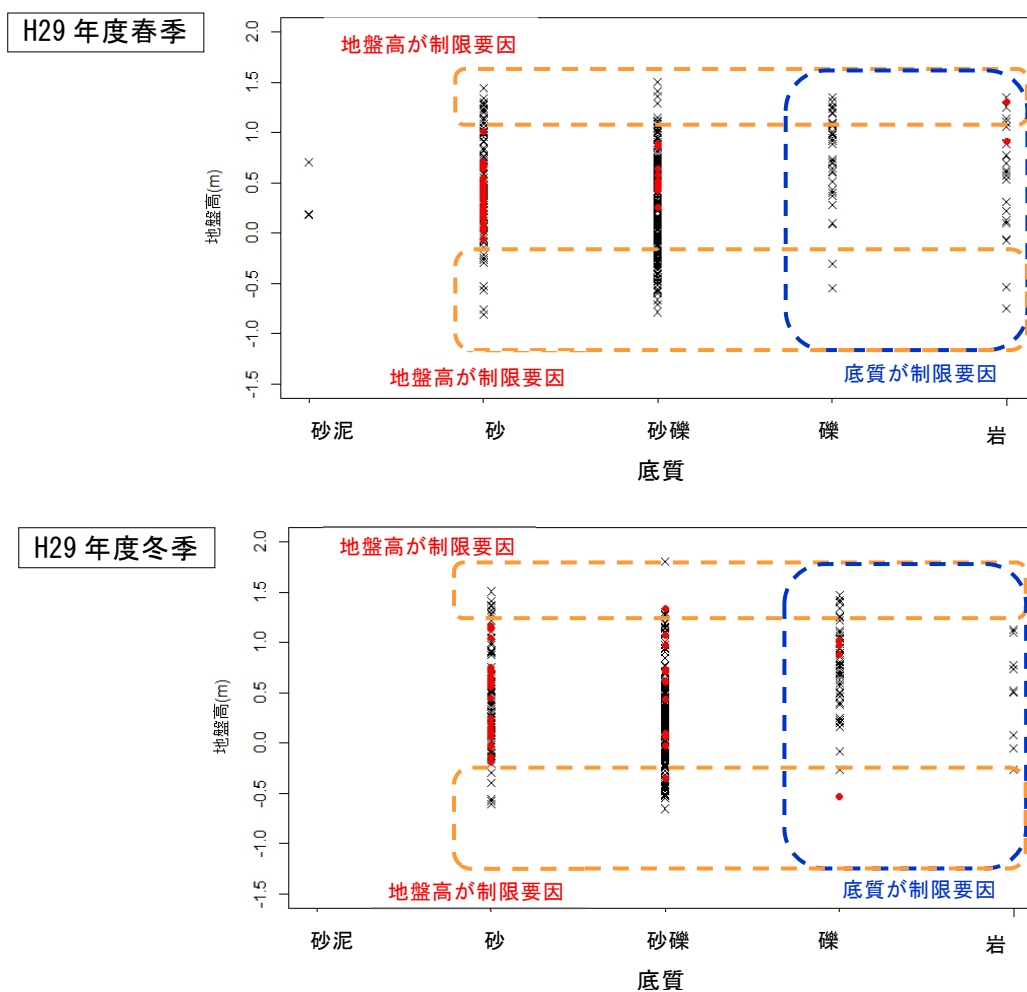 H29 年度春季
地盤高が制限要因
地盤高(m)
2.0
1.5
1.0
0.5
0.0
-0.5
-1.0
-1.5
地盤高が制限要因
底質が制限要因
砂泥 砂 砂礫 礫 岩
底質
H29 年度冬季
地盤高が制限要因
地盤高(m)
2.0
1.5
1.0
0.5
0.0
-0.5
-1.0
-1.5
地盤高が制限要因
底質が制限要因
砂泥 砂 砂礫 礫 岩
底質